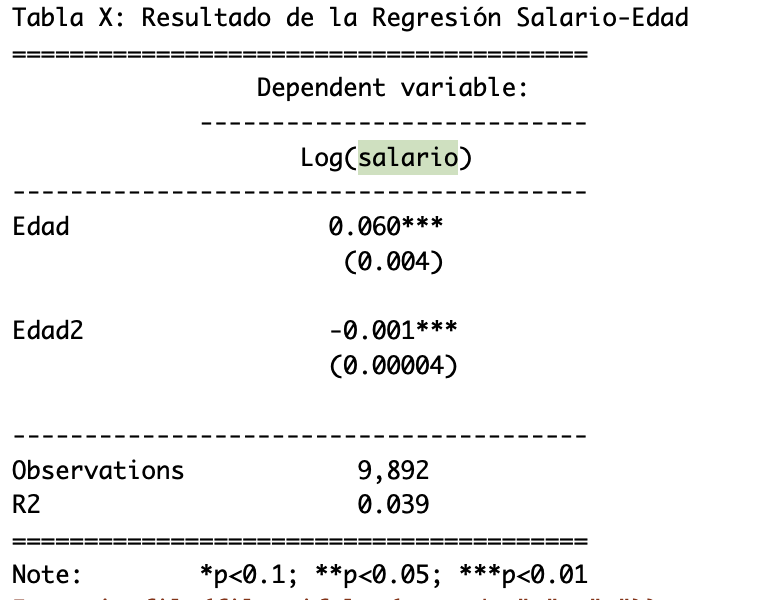 Tabla X: Resultado de la Regresión Salario-Edad
========================================
Dependent variable:
---------------------------
Log(salario)
----------------------------------------
Edad 0.060***
(0.004)
Edad2 -0.001***
(0.00004)
----------------------------------------
Observations 9,892
R2 0.039
========================================
Note: *p<0.1; **p<0.05; ***p<0.01